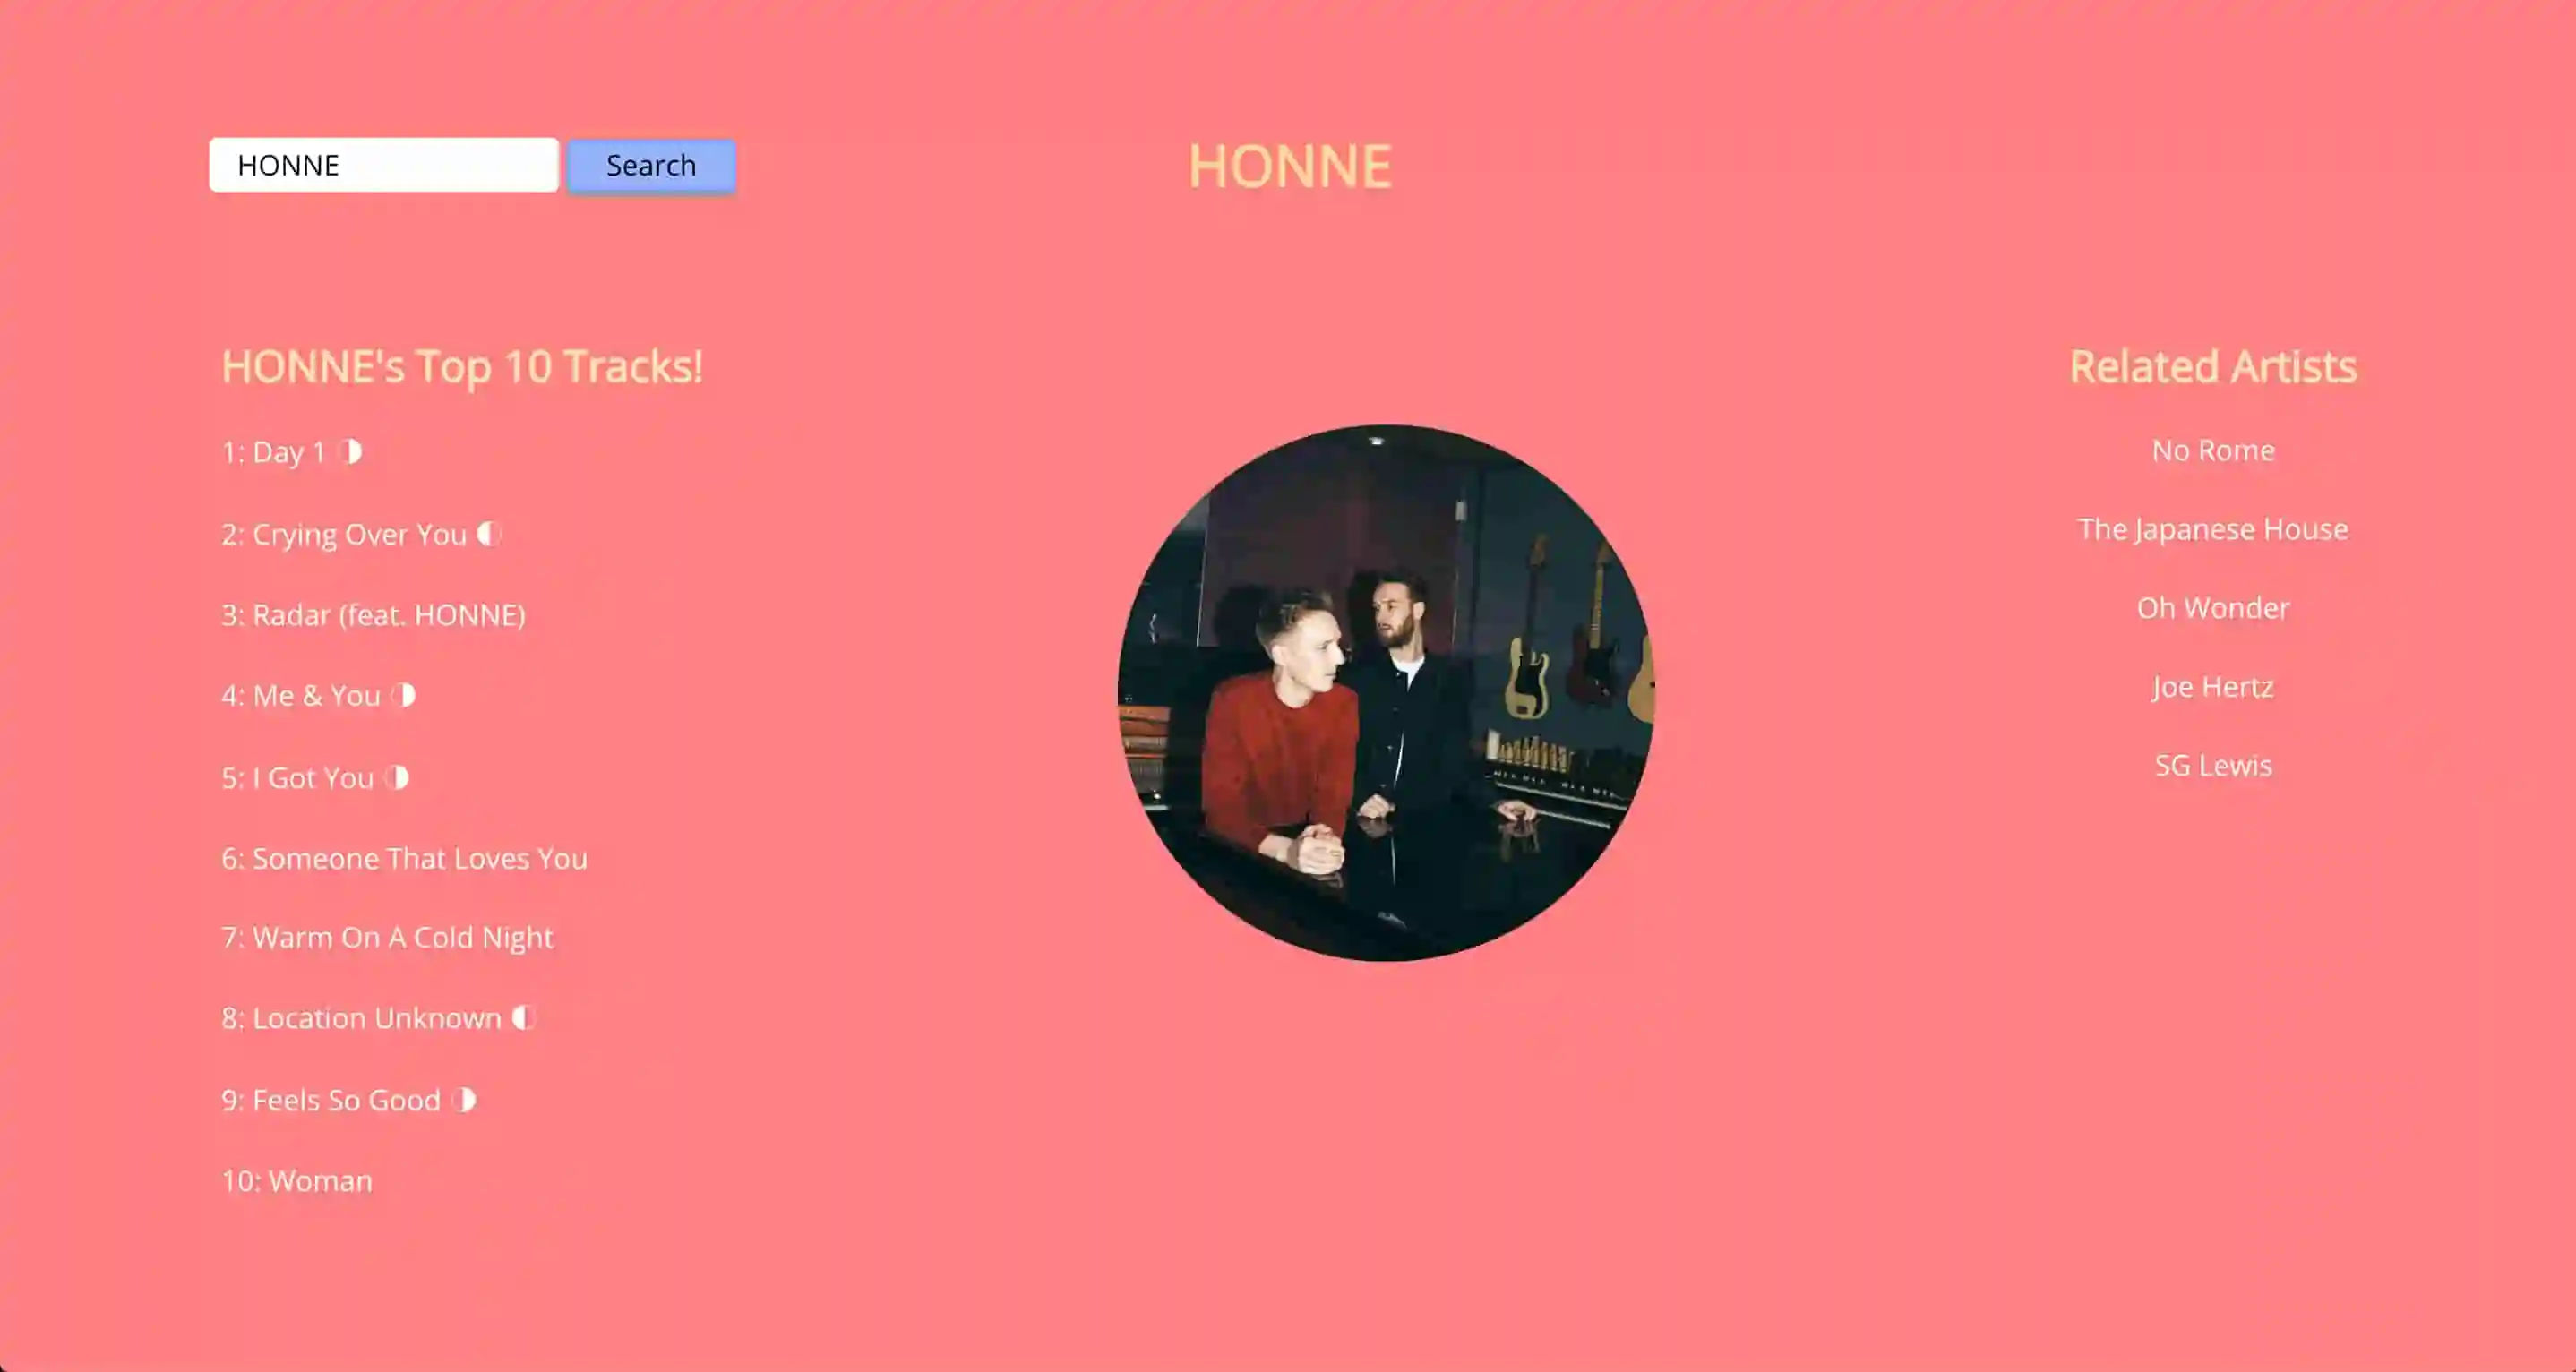 HONNE
Search
HONNE
HONNE's Top 10 Tracks!
1: Day 1 ◑
2: Crying Over You ◐
3: Radar (feat. HONNE)
4: Me & You ◑
5: I Got You ◑
6: Someone That Loves You
7: Warm On A Cold Night
8: Location Unknown ◐
9: Feels So Good ◑
10: Woman
Related Artists
No Rome
The Japanese House
Oh Wonder
Joe Hertz
SG Lewis